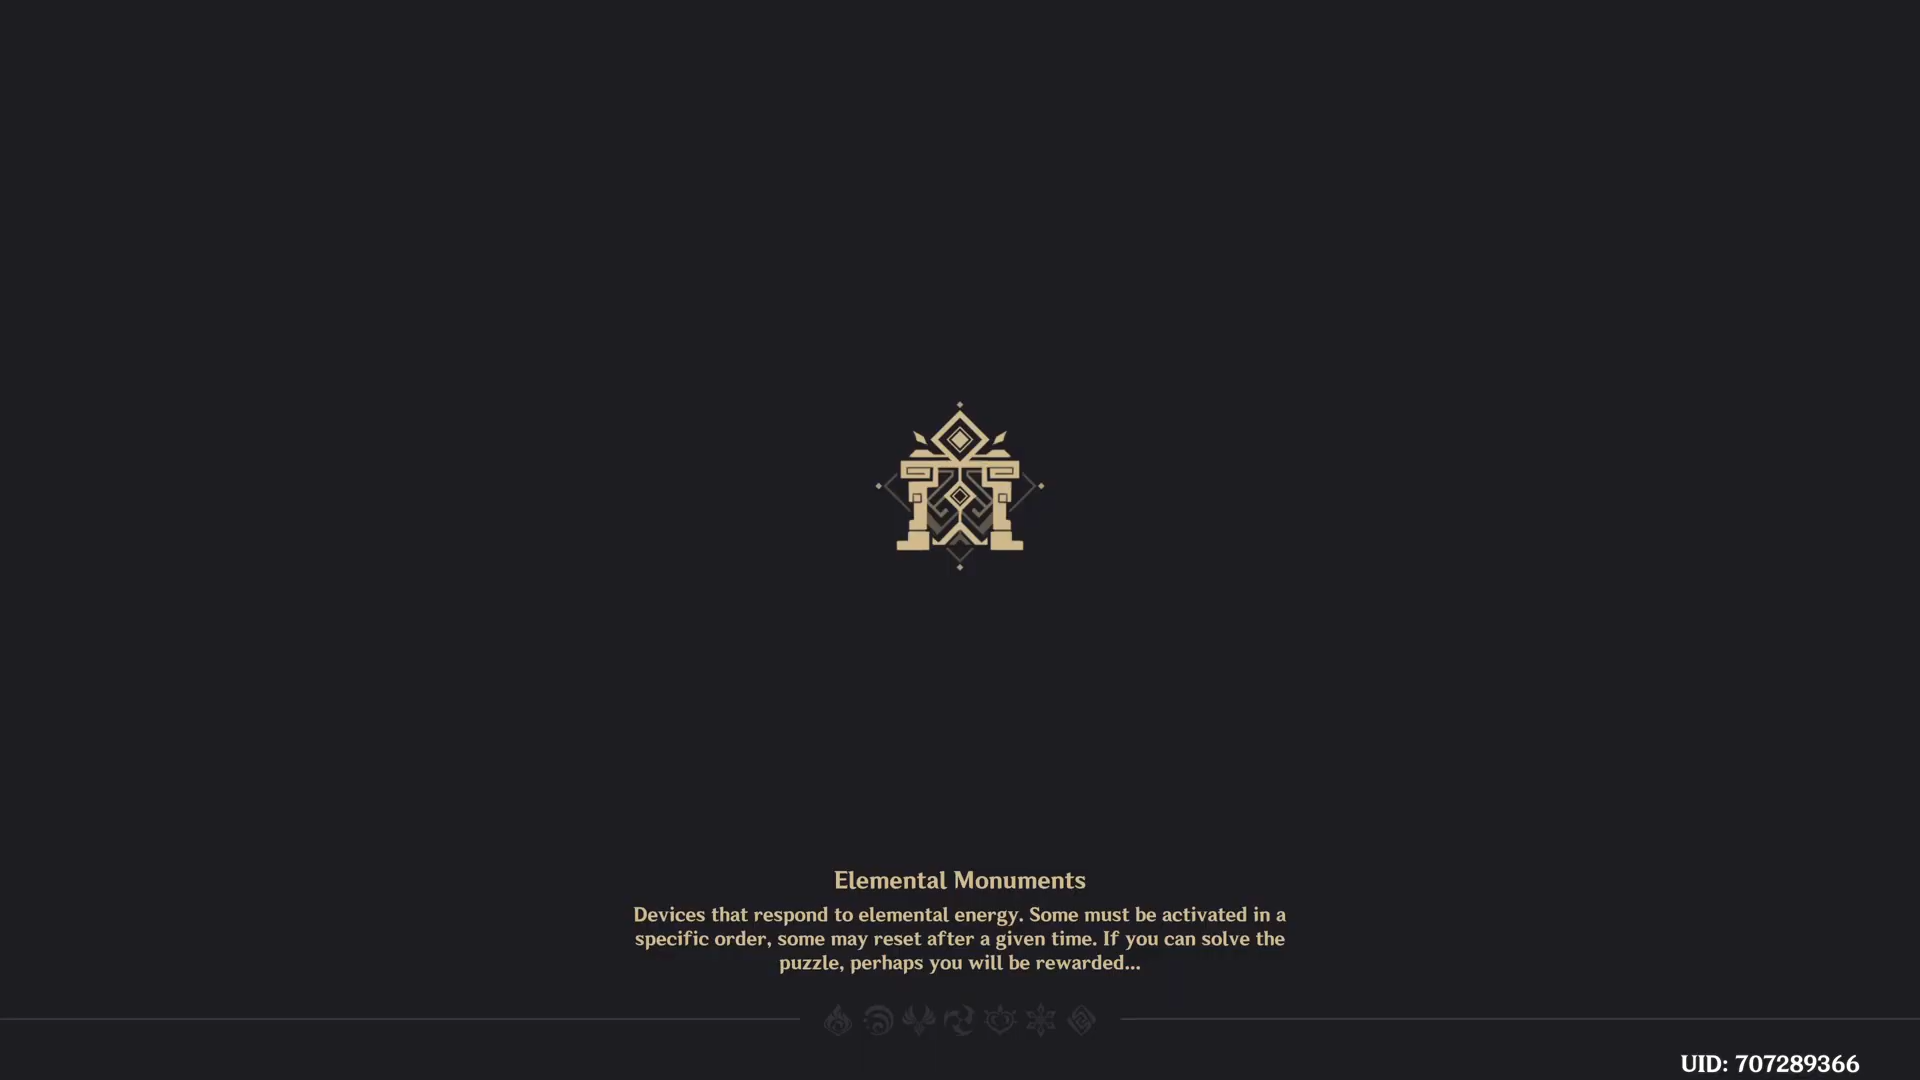 Elemental Monuments
Devices that respond to elemental energy. Some must be activated in a
specific order, some may reset after a given time. If you can solve the
puzzle, perhaps you will be rewarded...
UID: 707289366